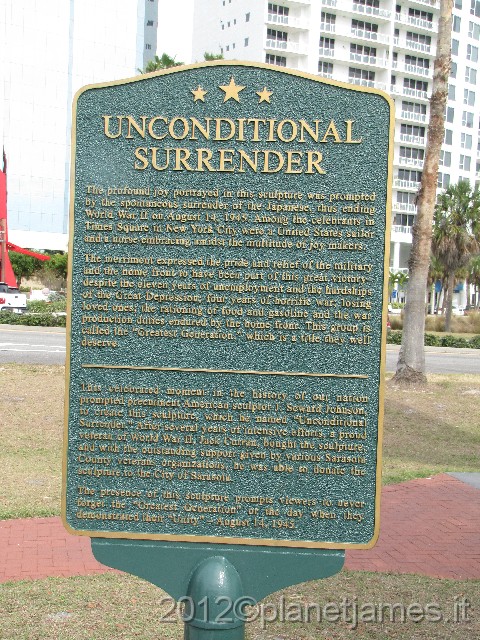 UNCONDITIONAL
SURRENDER
The profound joy portrayed in this sculpture was prompted
by the spontaneous surrender of the Japanese, thus ending
World War II on August 14, 1945. Among the celebrants in
Times Square in New York City were a United States sailor
and a nurse embracing amidst the multitude of joy makers.
The merriment expressed the pride and relief of the military
and the home front to have been part of this great victory,
despite the eleven years of unemployment and the hardships
of the Great Depression, four years of horrific war, losing
loved ones, the rationing of food and gasoline and the war
production duties endured by the home front. This group is
called the "Greatest Generation," which is a title they well
deserve.
This venerated moment in the history of our nation
prompted preeminent American sculptor J. Seward Johnson,
to create this sculpture, which he named "Unconditional
Surrender." After several years of intensive efforts, a proud
veteran of World War II, Jack Curran, bought the sculpture,
and with the outstanding support given by various Sarasota
County veterans organizations, he was able to donate the
sculpture to the City of Sarasota.
The presence of this sculpture prompts viewers to never
forget the "Greatest Generation" or the day when they
demonstrated their "Unity" - August 14, 1945.
2012©planetjames.it